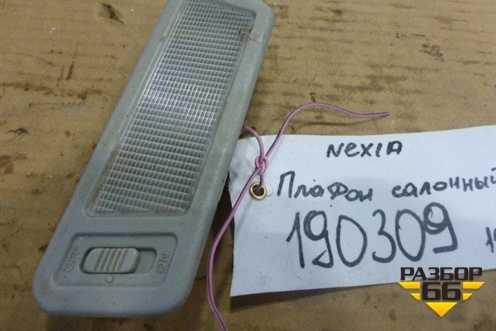 NEXIA
Плафон салонный
190309
РАЗБОР
66